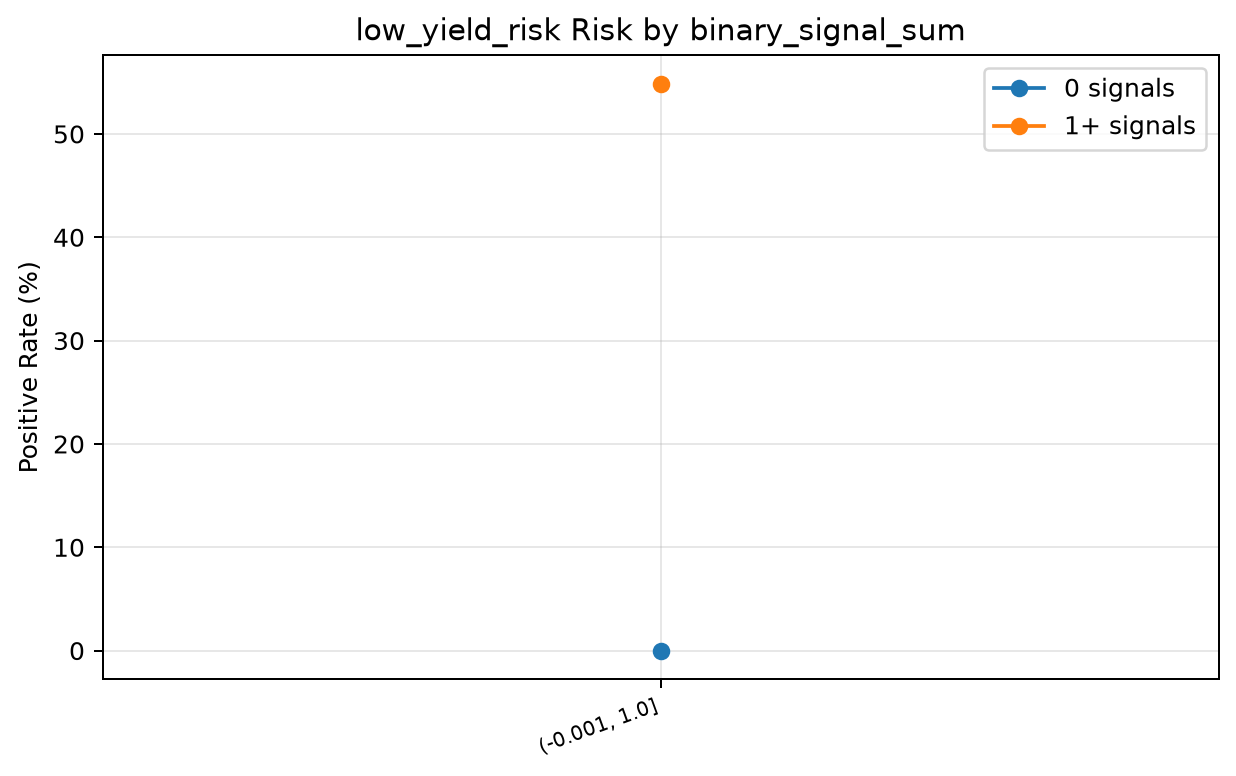 low_yield_risk Risk by binary_signal_sum
0 signals
1+ signals
Positive Rate (%)
50
40
30
20
10
0
(-0.001, 1.0]